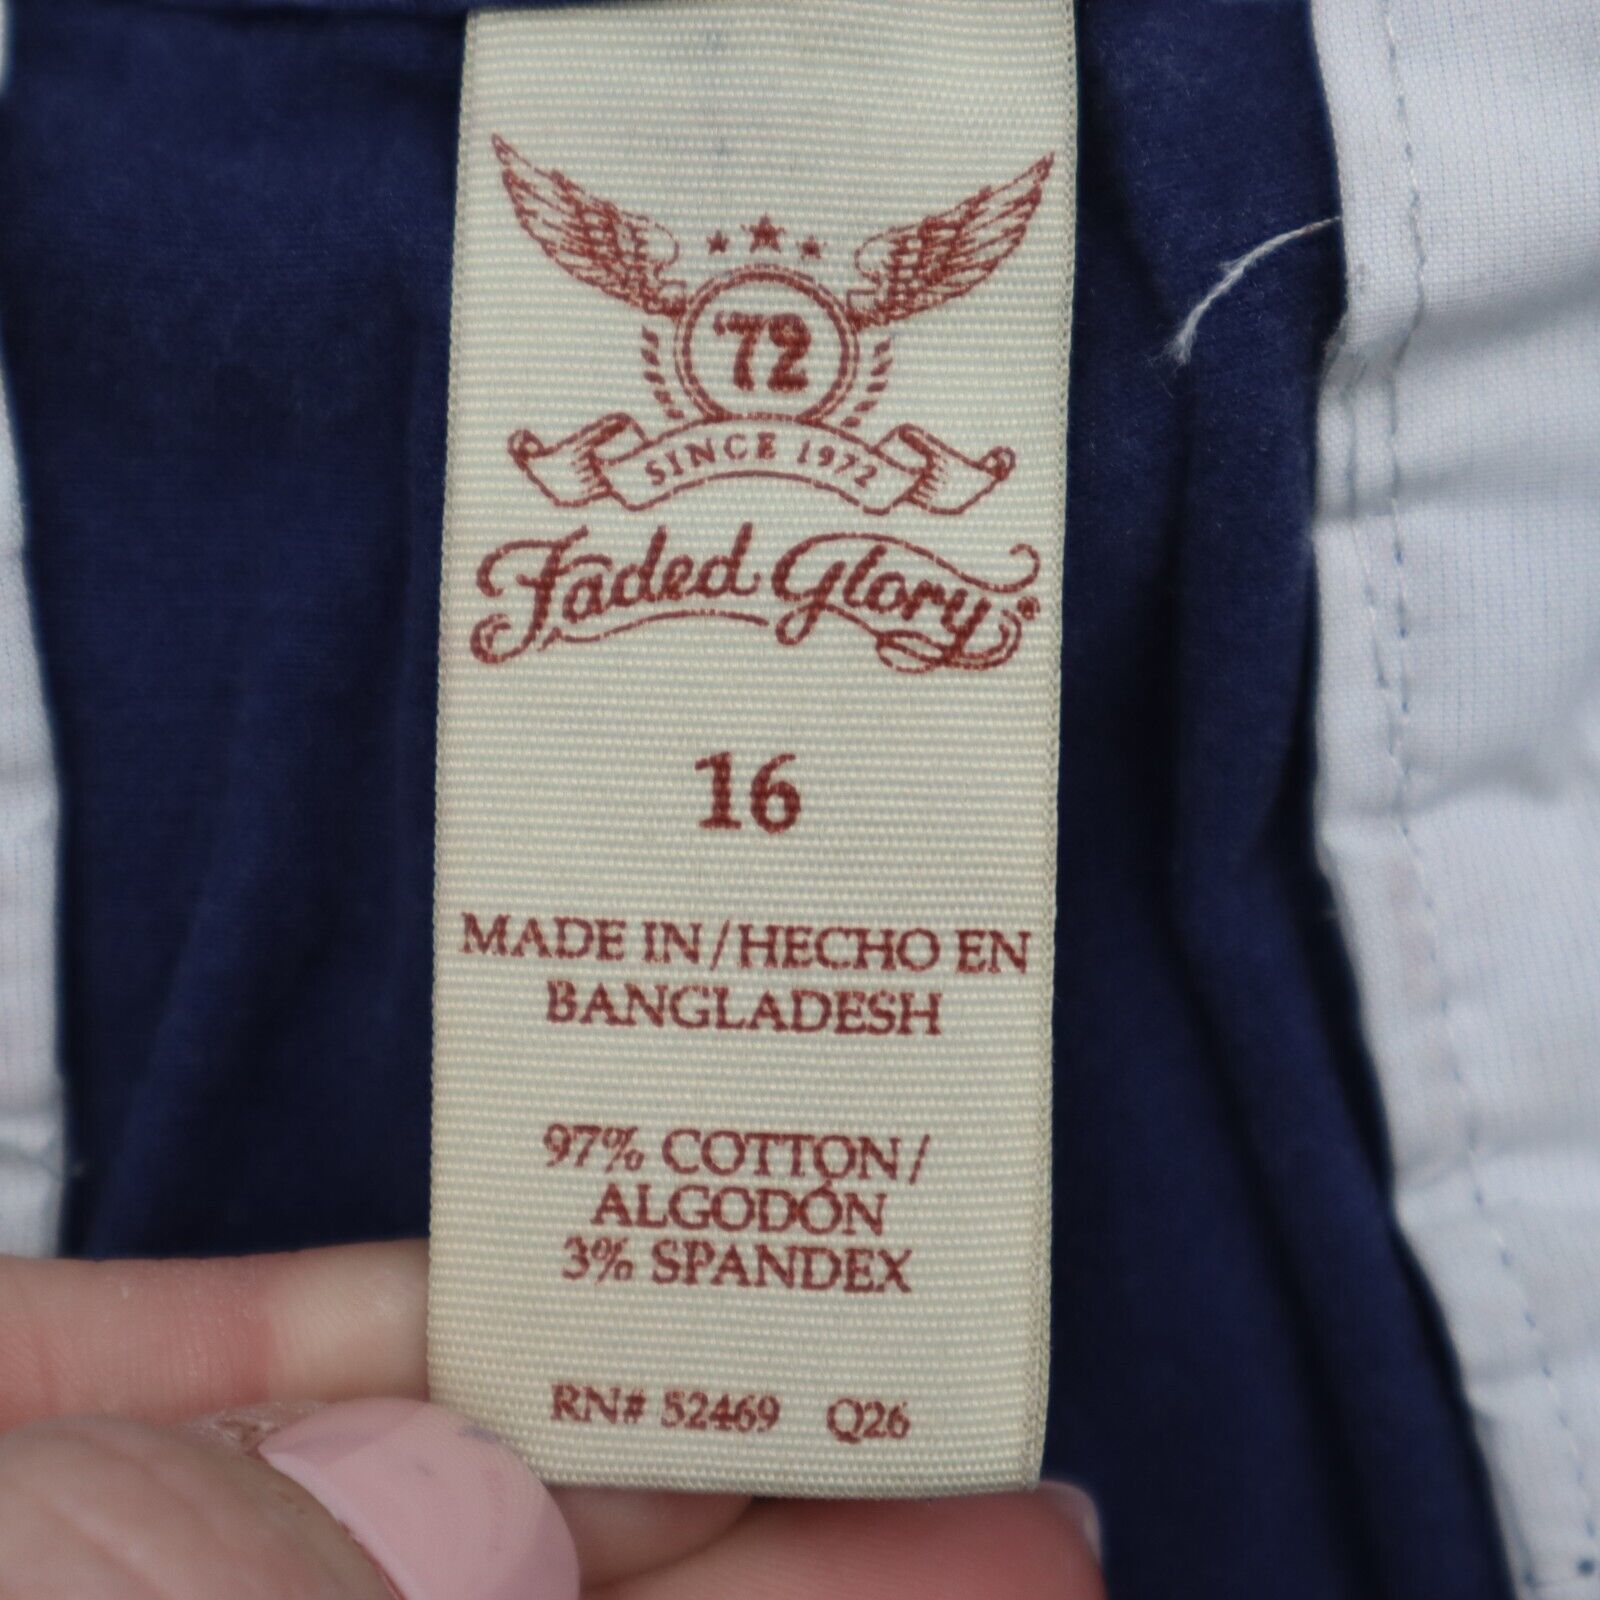 '72
SINCE 1972
Faded Glory®
16
MADE IN/HECHO EN
BANGLADESH
97% COTTON/
ALGODÓN
3% SPANDEX
RN# 52469 Q26